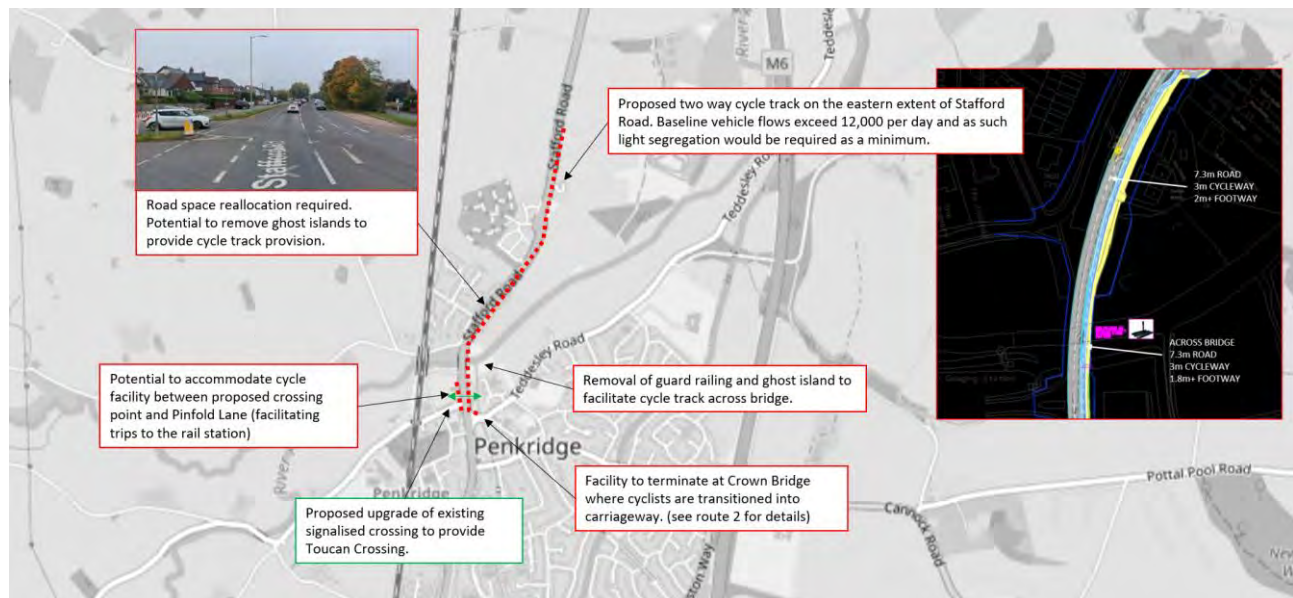 Proposed two way cycle track on the eastern extent of Stafford
Road. Baseline vehicle flows exceed 12,000 per day and as such
light segregation would be required as a minimum.
Road space reallocation required.
Potential to remove ghost islands to
provide cycle track provision.
Potential to accommodate cycle
facility between proposed crossing
point and Pinfold Lane (facilitating
trips to the rail station)
Removal of guard railing and ghost island to
facilitate cycle track across bridge.
Facility to terminate at Crown Bridge
where cyclists are transitioned into
carriageway. (see route 2 for details)
Proposed upgrade of existing
signalised crossing to provide
Toucan Crossing.
7.3m ROAD
3m CYCLEWAY
2m+ FOOTWAY
ACROSS BRIDGE
7.3m ROAD
3m CYCLEWAY
1.8m+ FOOTWAY
M6
River
Teddesley
Stafford Road
Teddesley Road
Stafford Road
Teddesley Road
Penkridge
Penkridge
River
Pottal Pool Road
Cannock Road
ston Way
New
W